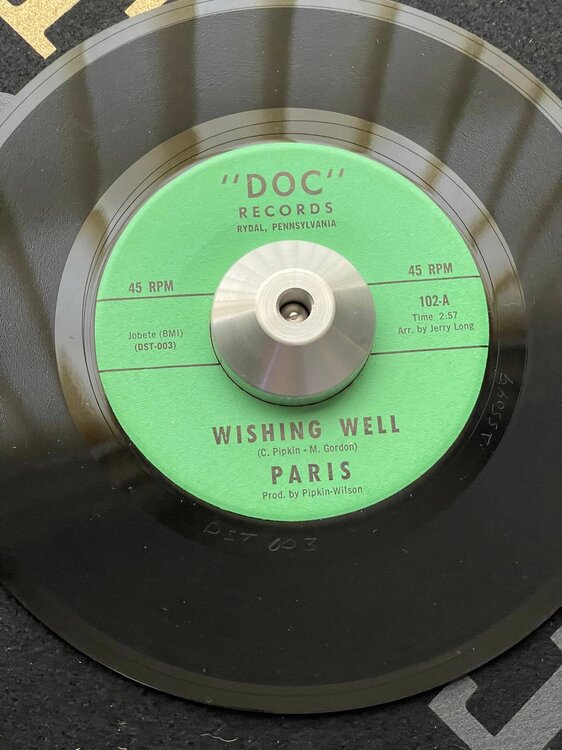 "DOC"
RECORDS
RYDAL, PENNSYLVANIA
45 RPM
45 RPM
Jobete (BMI)
(DST-003)
102-A
Time 2:57
Arr. by Jerry Long
WISHING WELL
(C. Pipkin - M. Gordon)
PARIS
Prod. by Pipkin-Wilson
DST 003